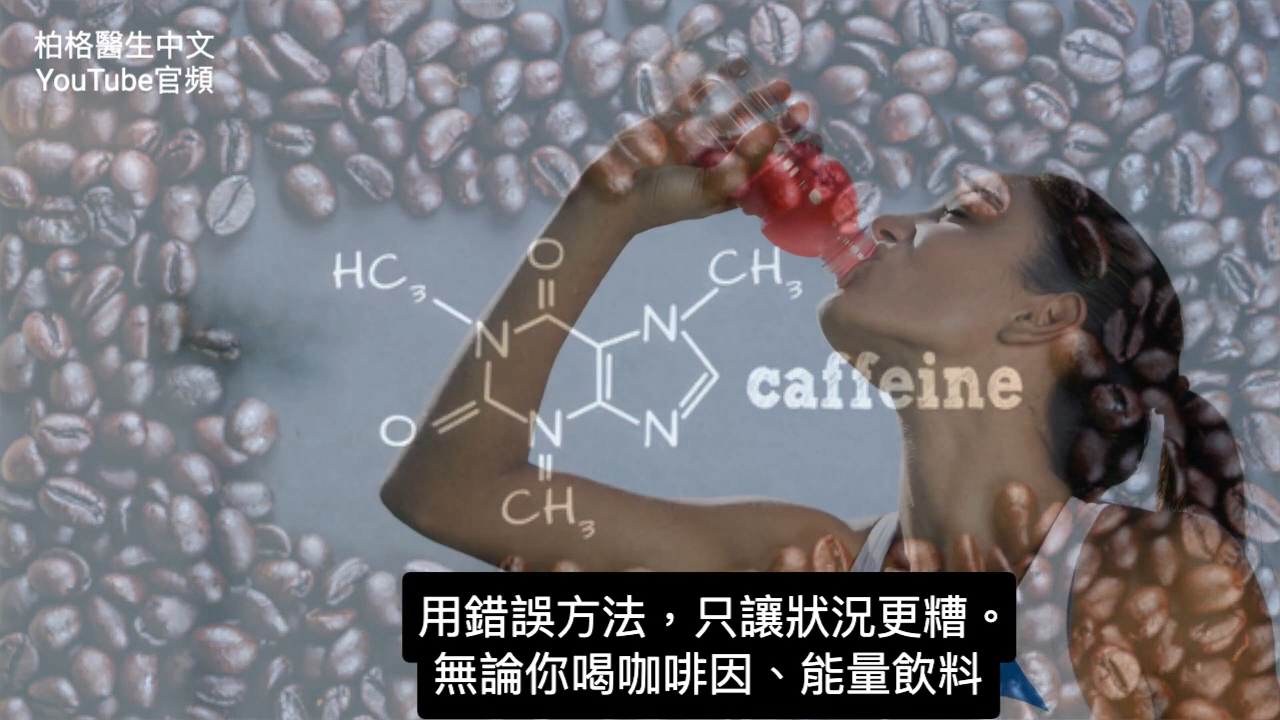 柏格醫生中文
YouTube官頻
O
HC3
CH3
N
N
caffeine
O
N
N
CH3
用錯誤方法，只讓狀況更糟。
無論你喝咖啡因、能量飲料